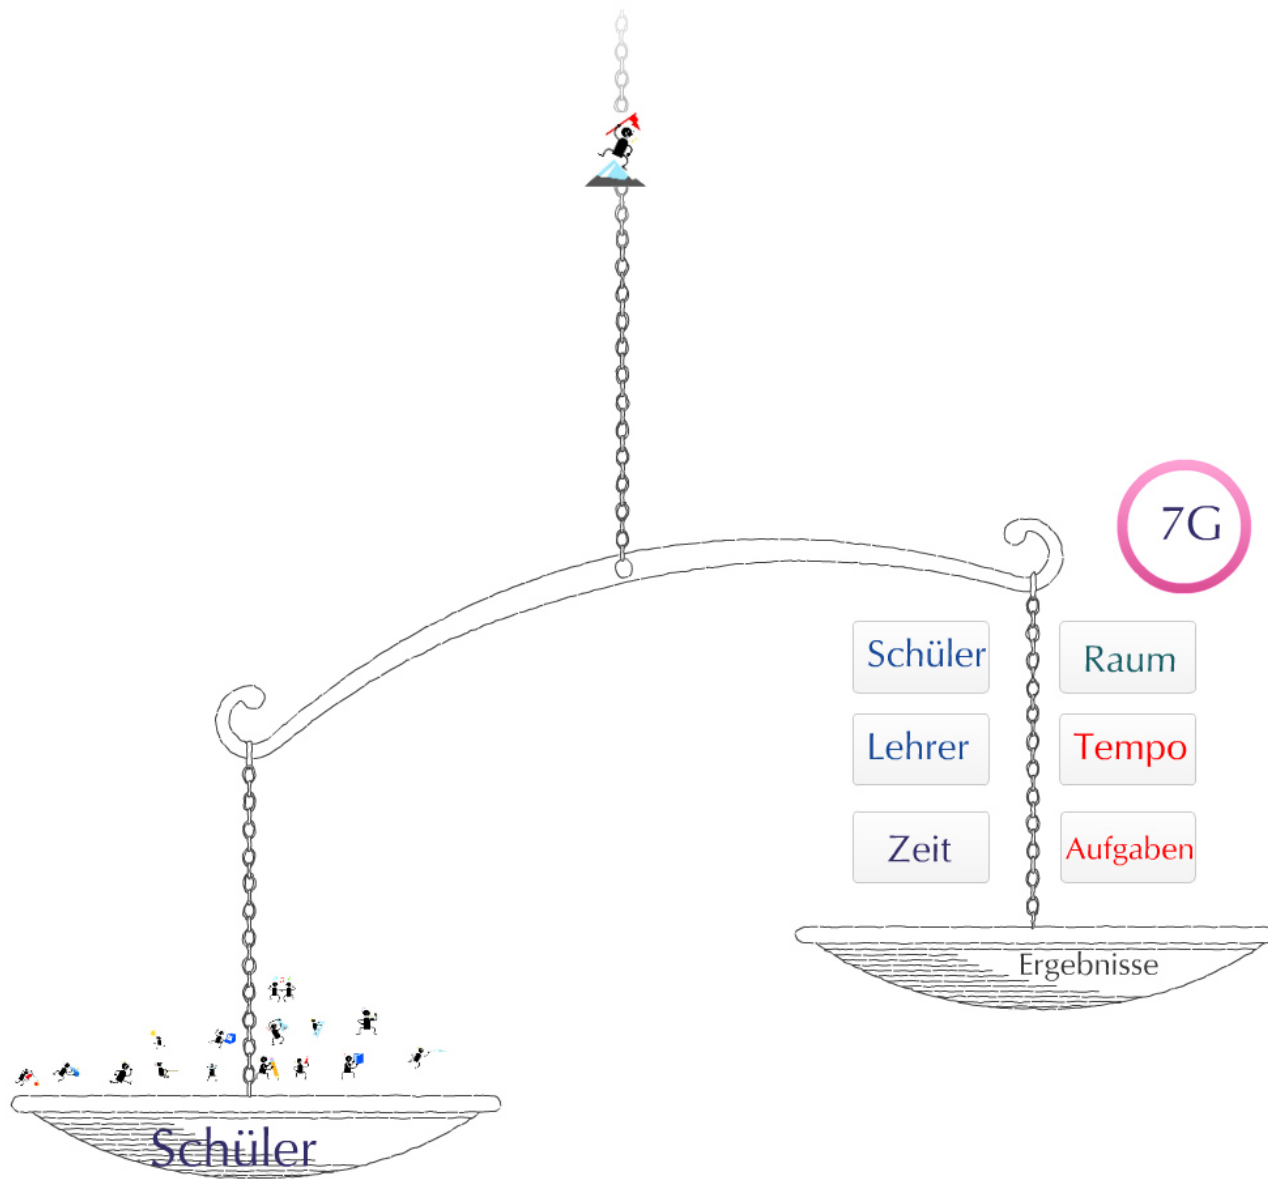 7G
Schüler
Raum
Lehrer
Tempo
Zeit
Aufgaben
Ergebnisse
Schüler